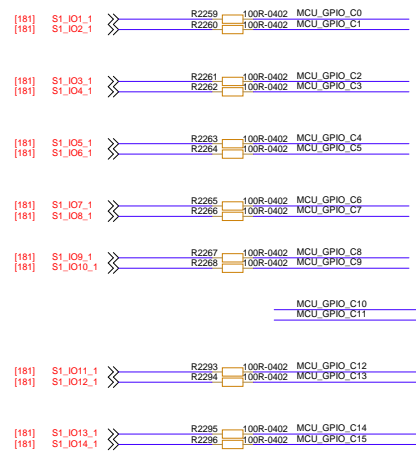 [181] S1_IO1_1 R2259 100R-0402 MCU_GPIO_C0
[181] S1_IO2_1 R2260 100R-0402 MCU_GPIO_C1
[181] S1_IO3_1 R2261 100R-0402 MCU_GPIO_C2
[181] S1_IO4_1 R2262 100R-0402 MCU_GPIO_C3
[181] S1_IO5_1 R2263 100R-0402 MCU_GPIO_C4
[181] S1_IO6_1 R2264 100R-0402 MCU_GPIO_C5
[181] S1_IO7_1 R2265 100R-0402 MCU_GPIO_C6
[181] S1_IO8_1 R2266 100R-0402 MCU_GPIO_C7
[181] S1_IO9_1 R2267 100R-0402 MCU_GPIO_C8
[181] S1_IO10_1 R2268 100R-0402 MCU_GPIO_C9
MCU_GPIO_C10
MCU_GPIO_C11
[181] S1_IO11_1 R2293 100R-0402 MCU_GPIO_C12
[181] S1_IO12_1 R2294 100R-0402 MCU_GPIO_C13
[181] S1_IO13_1 R2295 100R-0402 MCU_GPIO_C14
[181] S1_IO14_1 R2296 100R-0402 MCU_GPIO_C15